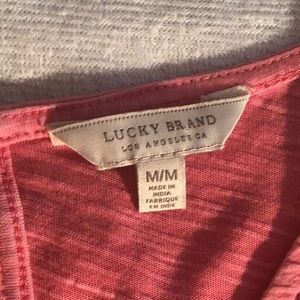 LUCKY BRAND
LOS ANGELES CA
M/M
MADE IN
INDIA
FABRIQUE
EN INDE